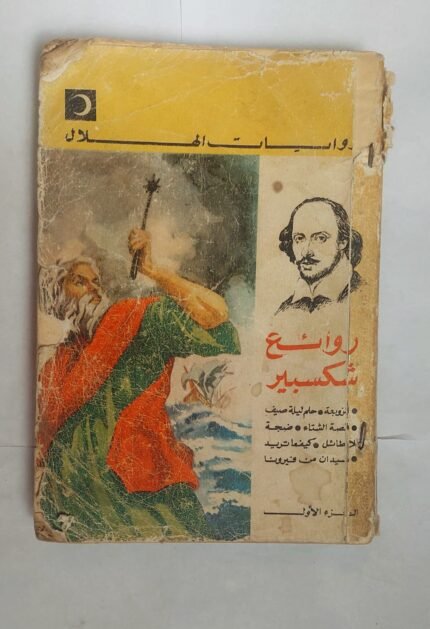 روايات الهلال
روائع
شكسبير
الزوبعة • حلم ليلة صيف
• قصة الشتاء • ضجة
بلا طائل • كيفما تريد
• سيدان من فيرونا
الجزء الأول